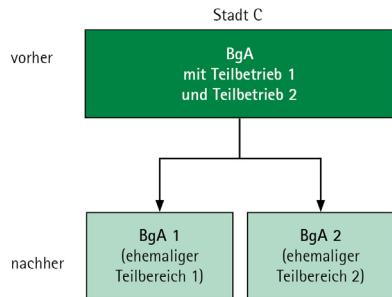 Stadt C
vorher
BgA
mit Teilbetrieb 1
und Teilbetrieb 2
nachher
BgA 1
(ehemaliger
Teilbereich 1)
BgA 2
(ehemaliger
Teilbereich 2)